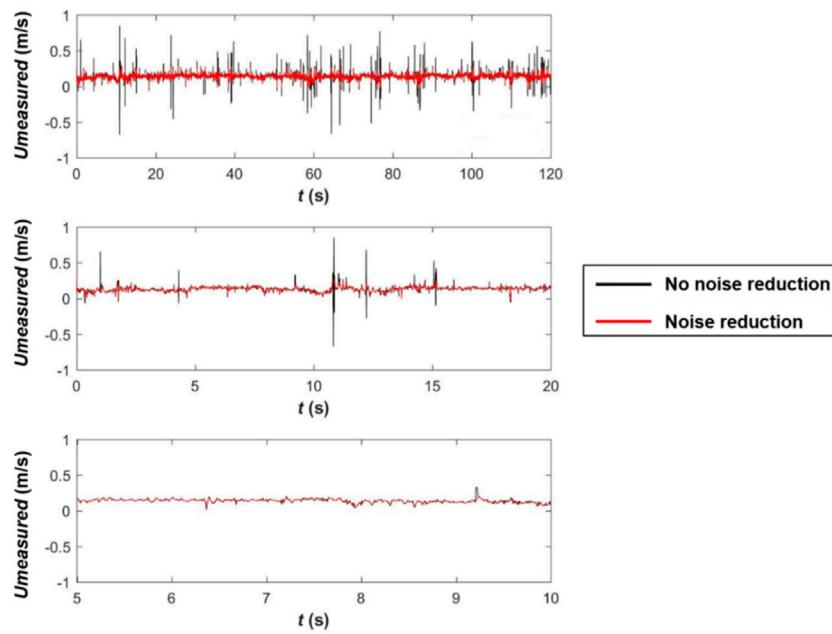 1
0.5
0
-0.5
-1
Umeasured (m/s)
0 20 40 60 80 100 120
t (s)
1
0.5
0
-0.5
-1
Umeasured (m/s)
0 5 10 15 20
t (s)
1
0.5
0
-0.5
-1
Umeasured (m/s)
5 6 7 8 9 10
t (s)
No noise reduction
Noise reduction